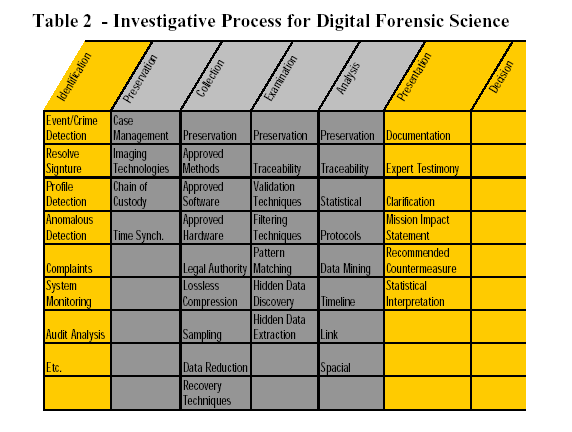 Table 2 - Investigative Process for Digital Forensic Science
Identification
Preservation
Collection
Examination
Analysis
Presentation
Decision
Event/Crime
Detection
Case
Management
Preservation
Preservation
Preservation
Documentation
Resolve
Signture
Imaging
Technologies
Approved
Methods
Traceability
Traceability
Expert Testimony
Profile
Detection
Chain of
Custody
Approved
Software
Validation
Techniques
Statistical
Clarification
Anomalous
Detection
Time Synch.
Approved
Hardware
Filtering
Techniques
Protocols
Mission Impact
Statement
Complaints
Legal Authority
Pattern
Matching
Data Mining
Recommended
Countermeasure
System
Monitoring
Lossless
Compression
Hidden Data
Discovery
Timeline
Statistical
Interpretation
Audit Analysis
Sampling
Hidden Data
Extraction
Link
Etc.
Data Reduction
Spacial
Recovery
Techniques